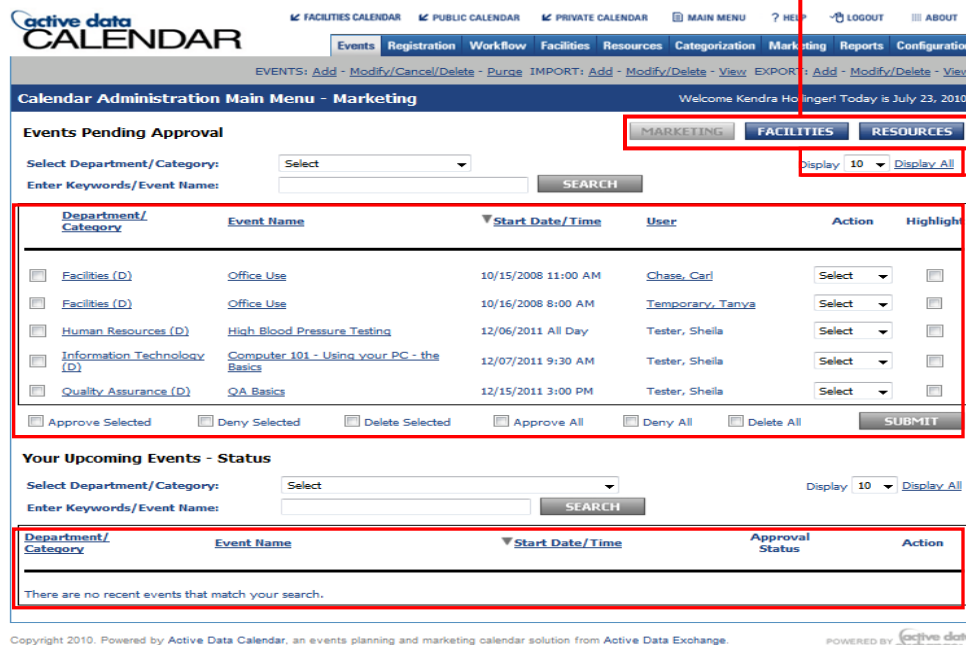 active data
CALENDAR
FACILITIES CALENDAR PUBLIC CALENDAR PRIVATE CALENDAR MAIN MENU ? HELP LOGOUT ABOUT
Events Registration Workflow Facilities Resources Categorization Marketing Reports Configuratio
EVENTS: Add - Modify/Cancel/Delete - Purge IMPORT: Add - Modify/Delete - View EXPORT: Add - Modify/Delete - View
Calendar Administration Main Menu - Marketing Welcome Kendra Hollinger! Today is July 23, 2010
Events Pending Approval MARKETING FACILITIES RESOURCES
Select Department/Category: Select Display 10 Display All
Enter Keywords/Event Name: SEARCH
Department/
Category Event Name Start Date/Time User Action Highlight
Facilities (D) Office Use 10/15/2008 11:00 AM Chase, Carl Select
Facilities (D) Office Use 10/16/2008 8:00 AM Temporary, Tanya Select
Human Resources (D) High Blood Pressure Testing 12/06/2011 All Day Tester, Sheila Select
Information Technology
(D) Computer 101 - Using your PC - the
Basics 12/07/2011 9:30 AM Tester, Sheila Select
Quality Assurance (D) QA Basics 12/15/2011 3:00 PM Tester, Sheila Select
Approve Selected Deny Selected Delete Selected Approve All Deny All Delete All SUBMIT
Your Upcoming Events - Status
Select Department/Category: Select Display 10 Display All
Enter Keywords/Event Name: SEARCH
Department/
Category Event Name Start Date/Time Approval
Status Action
There are no recent events that match your search.
Copyright 2010. Powered by Active Data Calendar, an events planning and marketing calendar solution from Active Data Exchange. POWERED BY active data